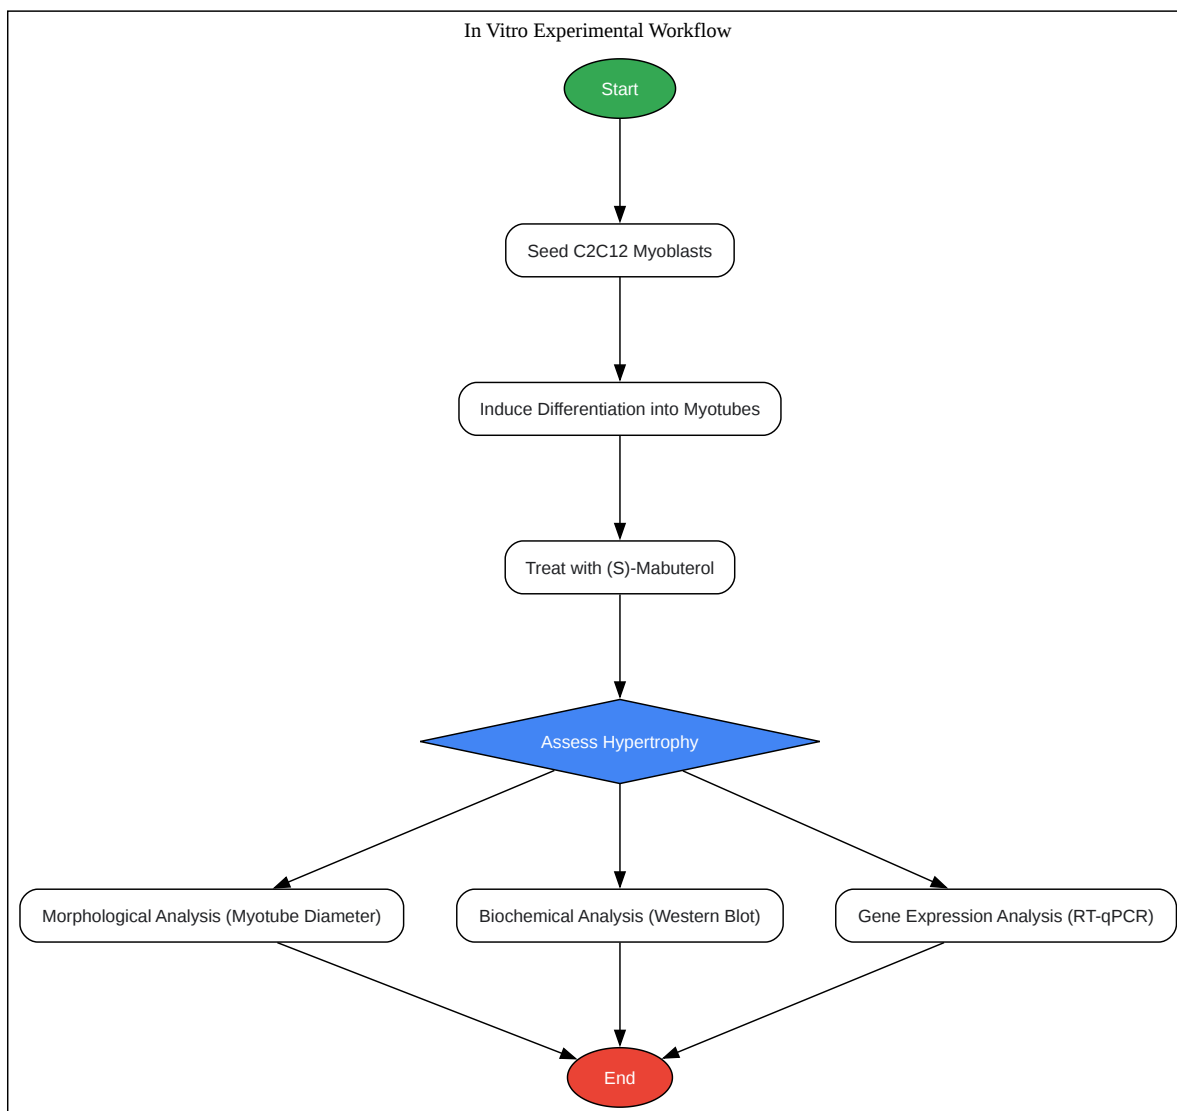 In Vitro Experimental Workflow
Start
Seed C2C12 Myoblasts
Induce Differentiation into Myotubes
Treat with (S)-Mabuterol
Assess Hypertrophy
Morphological Analysis (Myotube Diameter)
Biochemical Analysis (Western Blot)
Gene Expression Analysis (RT-qPCR)
End